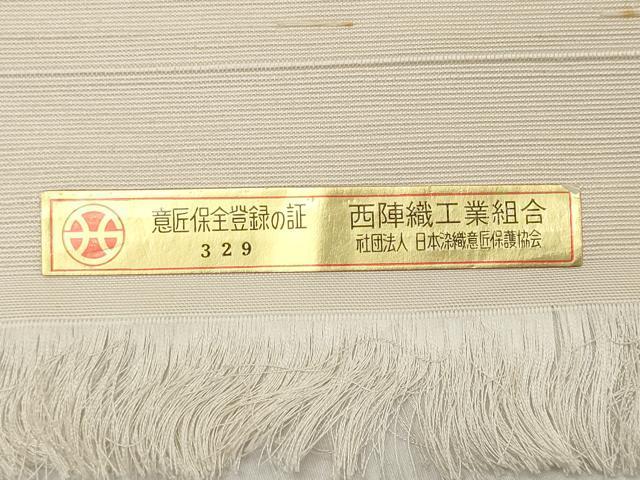 意匠保全登録の証
329
西陣織工業組合
社団法人 日本染織意匠保護協会